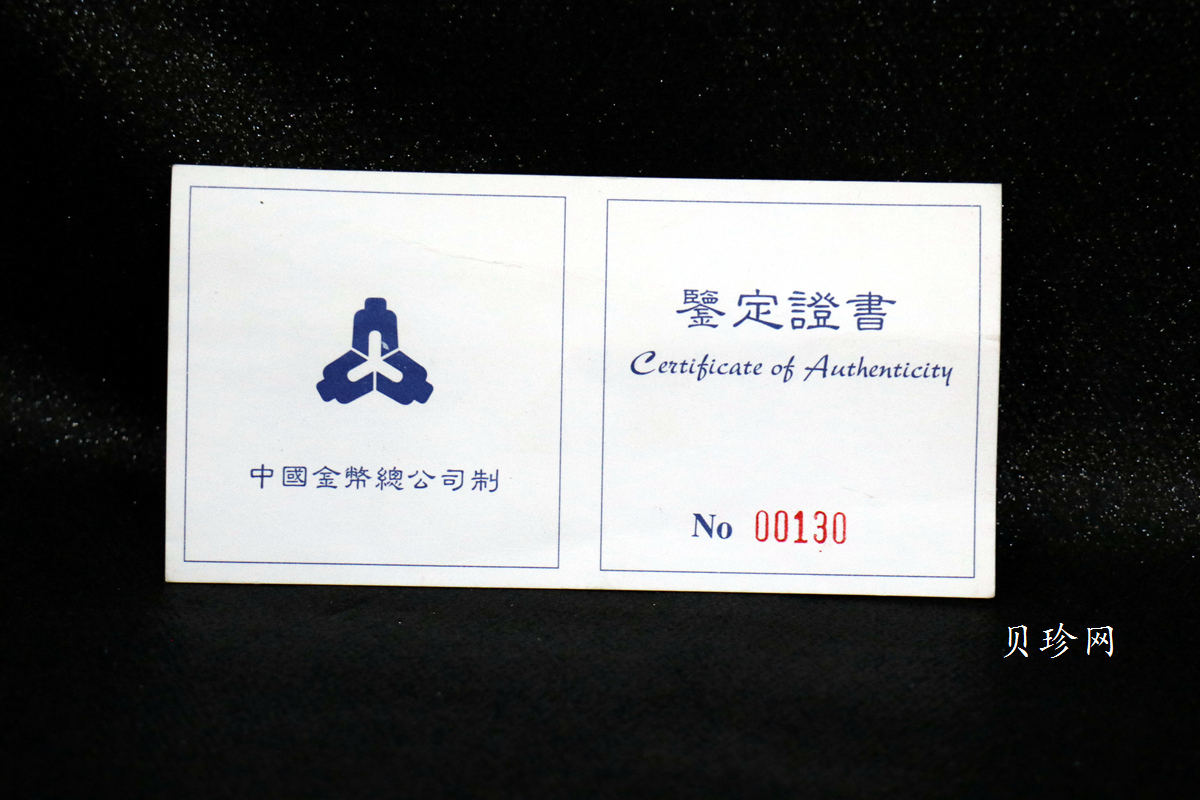 中國金幣總公司制
鑒定證書
Certificate of Authenticity
No 00130
贝珍网